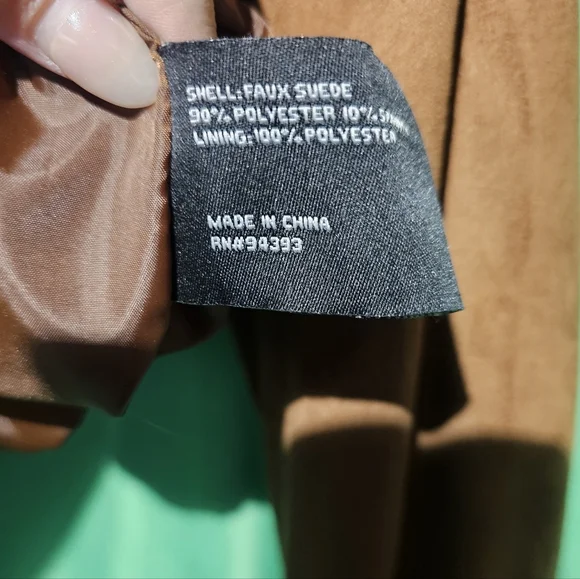 SHELL: FAUX SUEDE
90% POLYESTER 10%
LINING: 100% POLYESTER
MADE IN CHINA
RN#94393